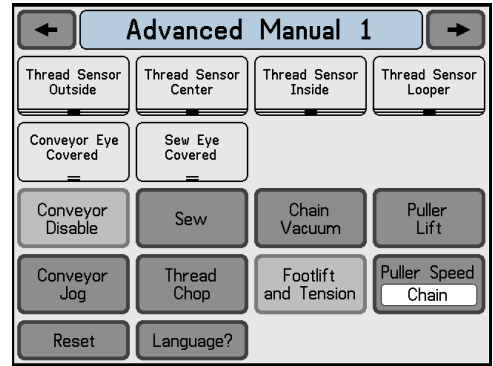 Advanced Manual 1
Thread Sensor Outside
Thread Sensor Center
Thread Sensor Inside
Thread Sensor Looper
Conveyor Eye Covered
Sew Eye Covered
Conveyor Disable
Sew
Chain Vacuum
Puller Lift
Conveyor Jog
Thread Chop
Footlift and Tension
Puller Speed
Chain
Reset
Language?